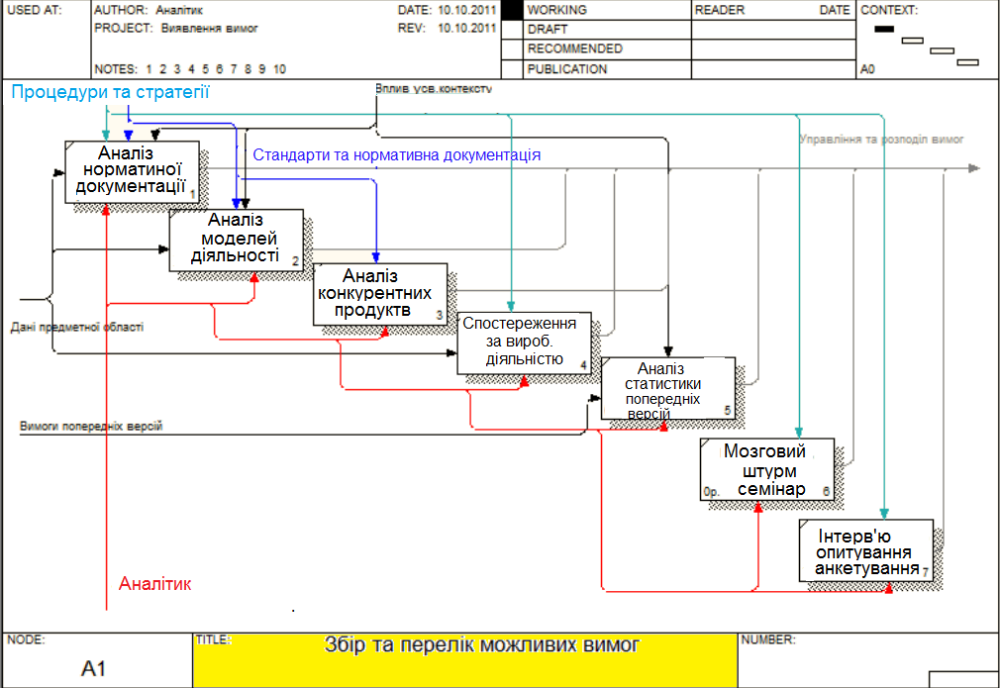 USED AT:
AUTHOR: Аналітик
DATE: 10.10.2011
PROJECT: Виявлення вимог
REV: 10.10.2011
NOTES: 1 2 3 4 5 6 7 8 9 10
WORKING
DRAFT
RECOMMENDED
PUBLICATION
READER
DATE
CONTEXT:
A0
Процедури та стратегії
Вплив усв.контексту
Управління та розподіл вимог
Стандарти та нормативна документація
Аналіз
норматиної
документації
1
Аналіз
моделей
діяльності
2
Аналіз
конкурентних
продуктв
3
Дані предметної області
Спостереження
за вироб.
діяльністю
4
Аналіз
статистики
попередніх
версій
5
Вимоги попередніх версій
Мозговий
штурм
семінар
0р.
6
Інтерв'ю
опитування
анкетування
7
Аналітик
NODE:
A1
TITLE:
Збір та перелік можливих вимог
NUMBER: